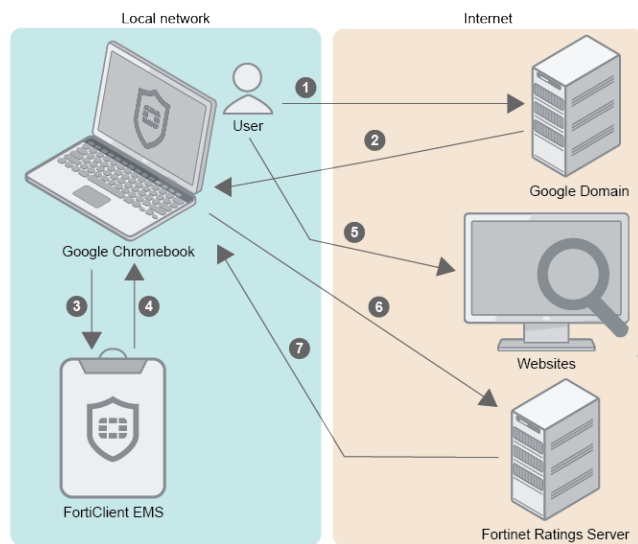 Local network
Internet
1
User
2
Google Domain
Google Chromebook
5
3
4
6
7
Websites
FortiClient EMS
Fortinet Ratings Server